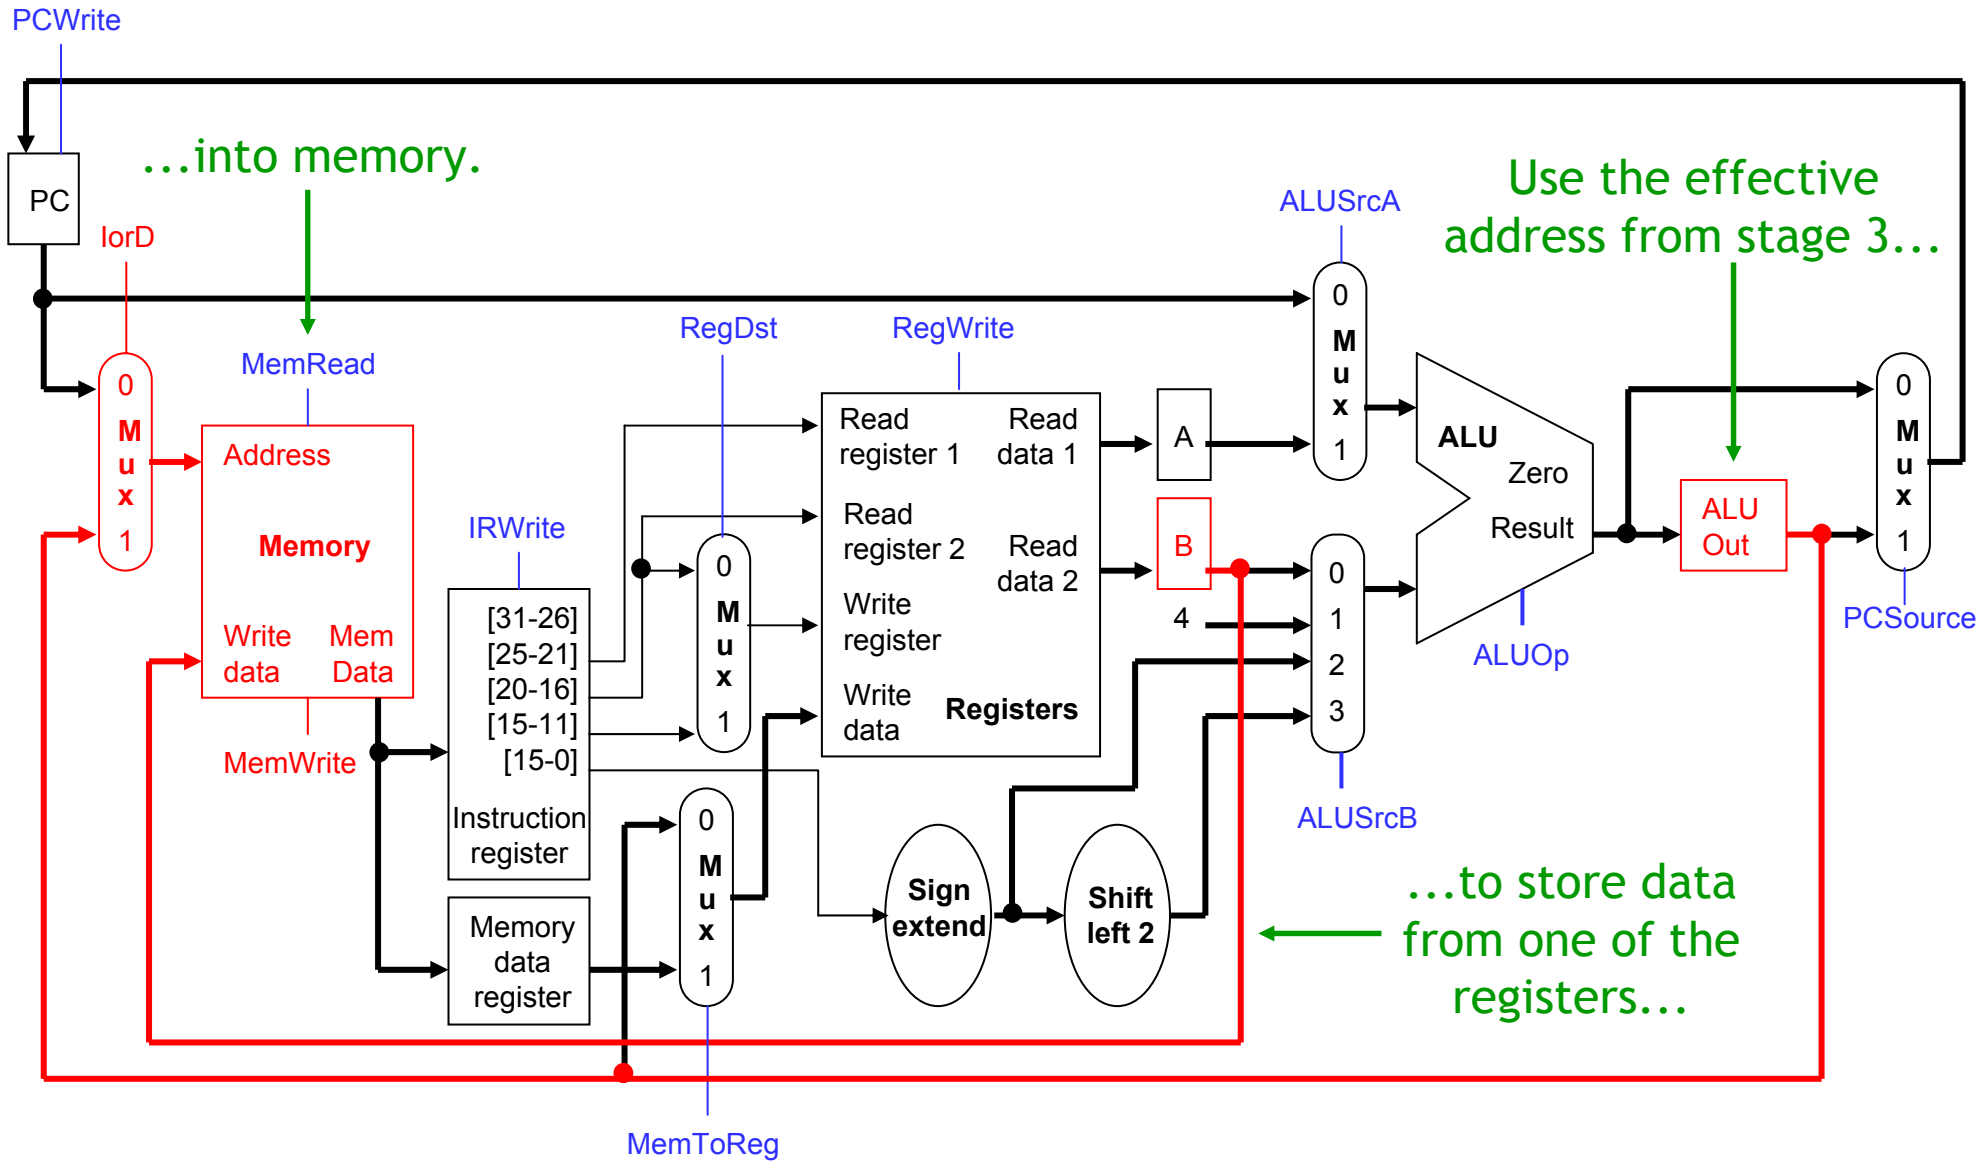 PCWrite
...into memory.
Use the effective
address from stage 3...
PC
IorD
ALUSrcA
MemRead
RegDst
RegWrite
0
M
u
x
1
Address
Memory
Write
data
Mem
Data
MemWrite
IRWrite
[31-26]
[25-21]
[20-16]
[15-11]
[15-0]
Instruction
register
Memory
data
register
0
M
u
x
1
0
M
u
x
1
MemToReg
Read
register 1
Read
data 1
Read
register 2
Read
data 2
Write
register
Write
data
Registers
A
B
4
0
M
u
x
1
0
1
2
3
ALUSrcB
ALU
Zero
Result
ALUOp
ALU
Out
0
M
u
x
1
PCSource
Sign
extend
Shift
left 2
...to store data
from one of the
registers...